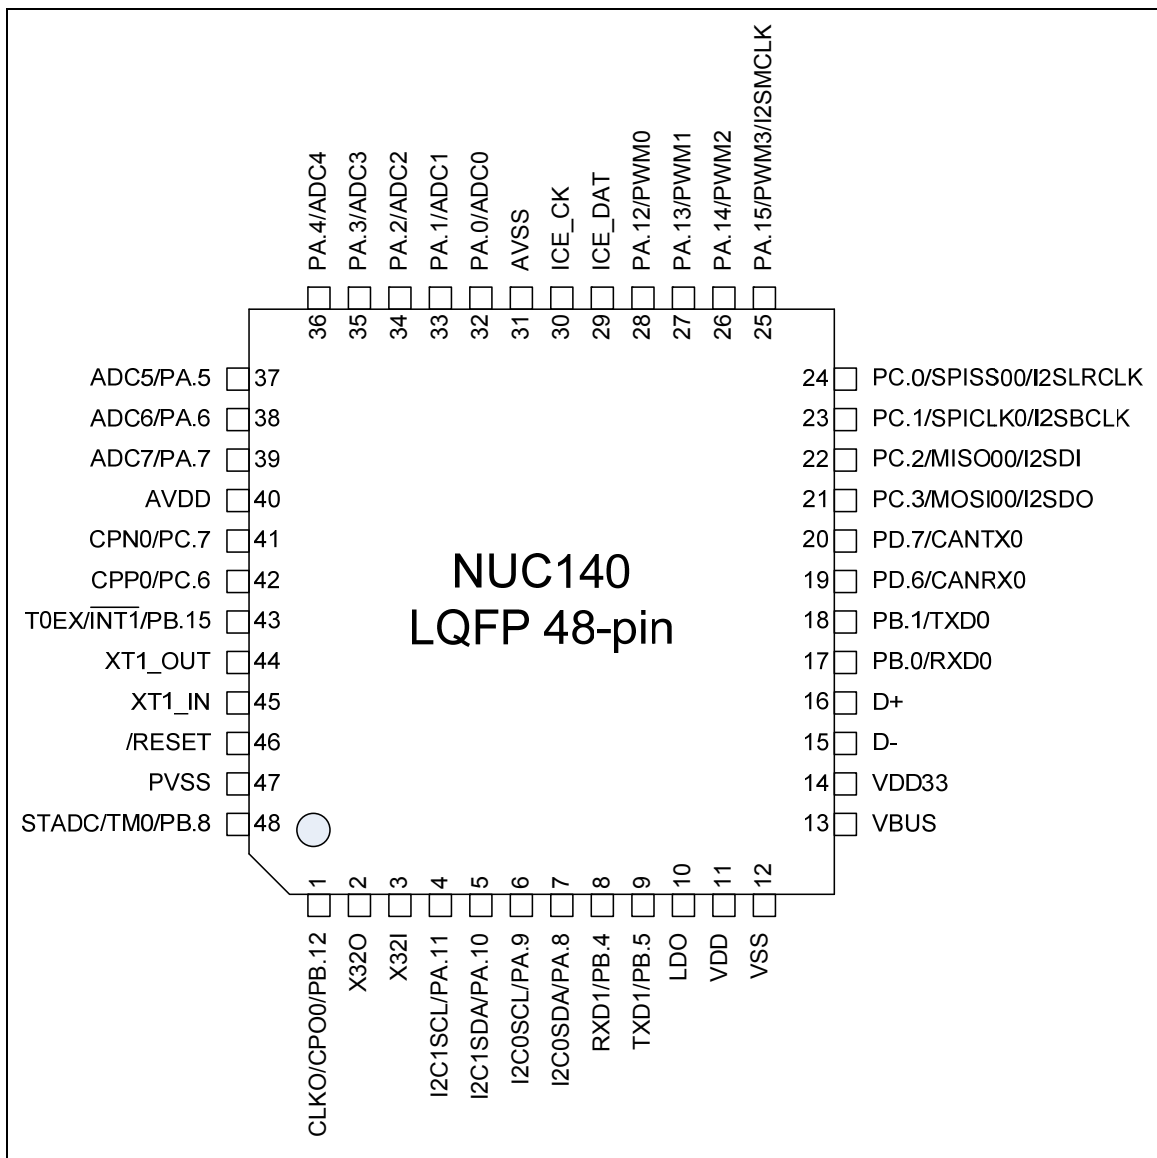 PA.4/ADC4
PA.3/ADC3
PA.2/ADC2
PA.1/ADC1
PA.0/ADC0
AVSS
ICE_CK
ICE_DAT
PA.12/PWM0
PA.13/PWM1
PA.14/PWM2
PA.15/PWM3/I2SMCLK
36
35
34
33
32
31
30
29
28
27
26
25
ADC5/PA.5 37
ADC6/PA.6 38
ADC7/PA.7 39
AVDD 40
CPN0/PC.7 41
CPP0/PC.6 42
T0EX/INT1/PB.15 43
XT1_OUT 44
XT1_IN 45
/RESET 46
PVSS 47
STADC/TM0/PB.8 48
NUC140
LQFP 48-pin
24 PC.0/SPISS00/I2SLRCLK
23 PC.1/SPICLK0/I2SBCLK
22 PC.2/MISO00/I2SDI
21 PC.3/MOSI00/I2SDO
20 PD.7/CANTX0
19 PD.6/CANRX0
18 PB.1/TXD0
17 PB.0/RXD0
16 D+
15 D-
14 VDD33
13 VBUS
1
2
3
4
5
6
7
8
9
10
11
12
CLKO/CPO0/PB.12
X32O
X32I
I2C1SCL/PA.11
I2C1SDA/PA.10
I2C0SCL/PA.9
I2C0SDA/PA.8
RXD1/PB.4
TXD1/PB.5
LDO
VDD
VSS